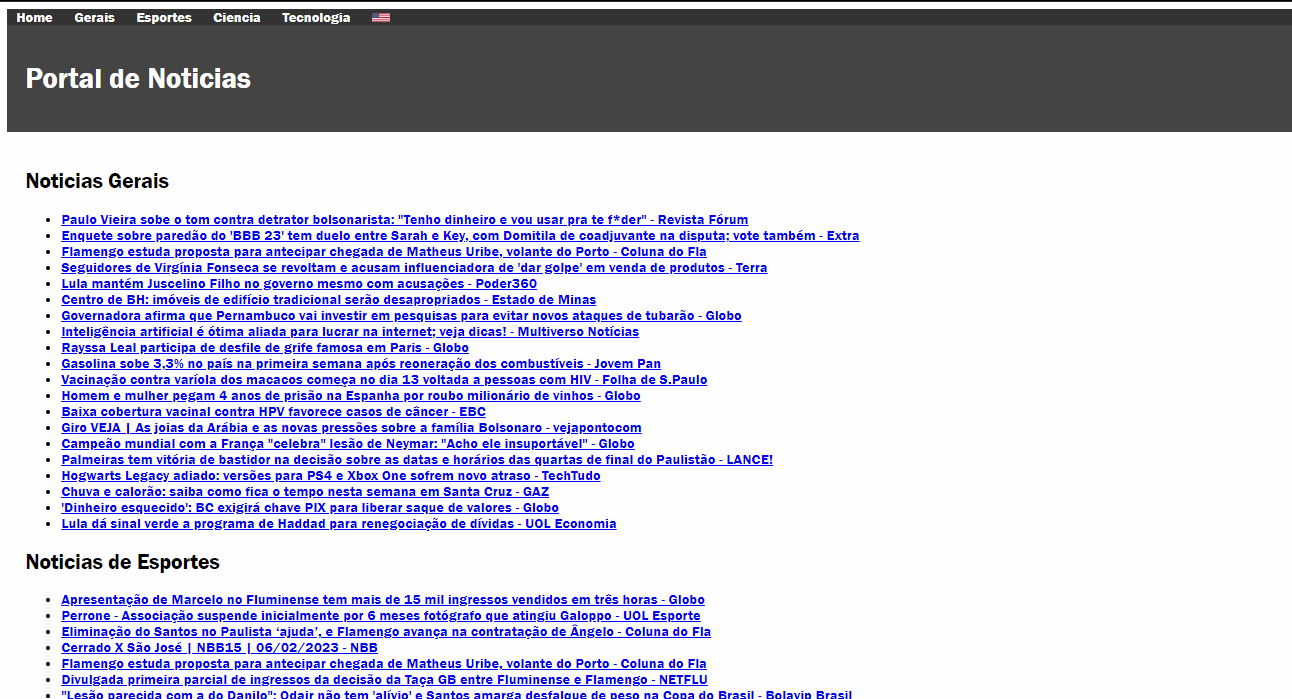 Home Gerais Esportes Ciencia Tecnologia
Portal de Noticias
Noticias Gerais
Paulo Vieira sobe o tom contra detrator bolsonarista: "Tenho dinheiro e vou usar pra te f*der" - Revista Fórum
Enquete sobre paredão do 'BBB 23' tem duelo entre Sarah e Key, com Domitila de coadjuvante na disputa; vote também - Extra
Flamengo estuda proposta para antecipar chegada de Matheus Uribe, volante do Porto - Coluna do Fla
Seguidores de Virgínia Fonseca se revoltam e acusam influenciadora de 'dar golpe' em venda de produtos - Terra
Lula mantém Juscelino Filho no governo mesmo com acusações - Poder360
Centro de BH: imóveis de edifício tradicional serão desapropriados - Estado de Minas
Governadora afirma que Pernambuco vai investir em pesquisas para evitar novos ataques de tubarão - Globo
Inteligência artificial é ótima aliada para lucrar na internet; veja dicas! - Multiverso Notícias
Rayssa Leal participa de desfile de grife famosa em Paris - Globo
Gasolina sobe 3,3% no país na primeira semana após reoneração dos combustíveis - Jovem Pan
Vacinação contra varíola dos macacos começa no dia 13 voltada a pessoas com HIV - Folha de S.Paulo
Homem e mulher pegam 4 anos de prisão na Espanha por roubo milionário de vinhos - Globo
Baixa cobertura vacinal contra HPV favorece casos de câncer - EBC
Giro VEJA | As joias da Arábia e as novas pressões sobre a família Bolsonaro - vejapontocom
Campeão mundial com a França "celebra" lesão de Neymar: "Acho ele insuportável" - Globo
Palmeiras tem vitória de bastidor na decisão sobre as datas e horários das quartas de final do Paulistão - LANCE!
Hogwarts Legacy adiado: versões para PS4 e Xbox One sofrem novo atraso - TechTudo
Chuva e calorão: saiba como fica o tempo nesta semana em Santa Cruz - GAZ
'Dinheiro esquecido': BC exigirá chave PIX para liberar saque de valores - Globo
Lula dá sinal verde a programa de Haddad para renegociação de dívidas - UOL Economia
Noticias de Esportes
Apresentação de Marcelo no Fluminense tem mais de 15 mil ingressos vendidos em três horas - Globo
Perrone - Associação suspende inicialmente por 6 meses fotógrafo que atingiu Galoppo - UOL Esporte
Eliminação do Santos no Paulista ‘ajuda’, e Flamengo avança na contratação de Ângelo - Coluna do Fla
Cerrado X São José | NBB15 | 06/02/2023 - NBB
Flamengo estuda proposta para antecipar chegada de Matheus Uribe, volante do Porto - Coluna do Fla
Divulgada primeira parcial de ingressos da decisão da Taça GB entre Fluminense e Flamengo - NETFLU
"Lesão parecida com a do Danilo": Odair não tem 'alívio' e Santos amarga desfalque de peso na Copa do Brasil - Bolavip Brasil